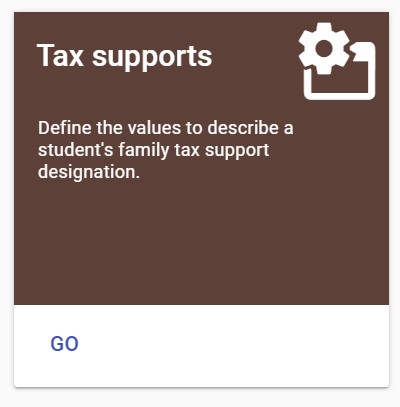 Tax supports
Define the values to describe a
student's family tax support
designation.
GO